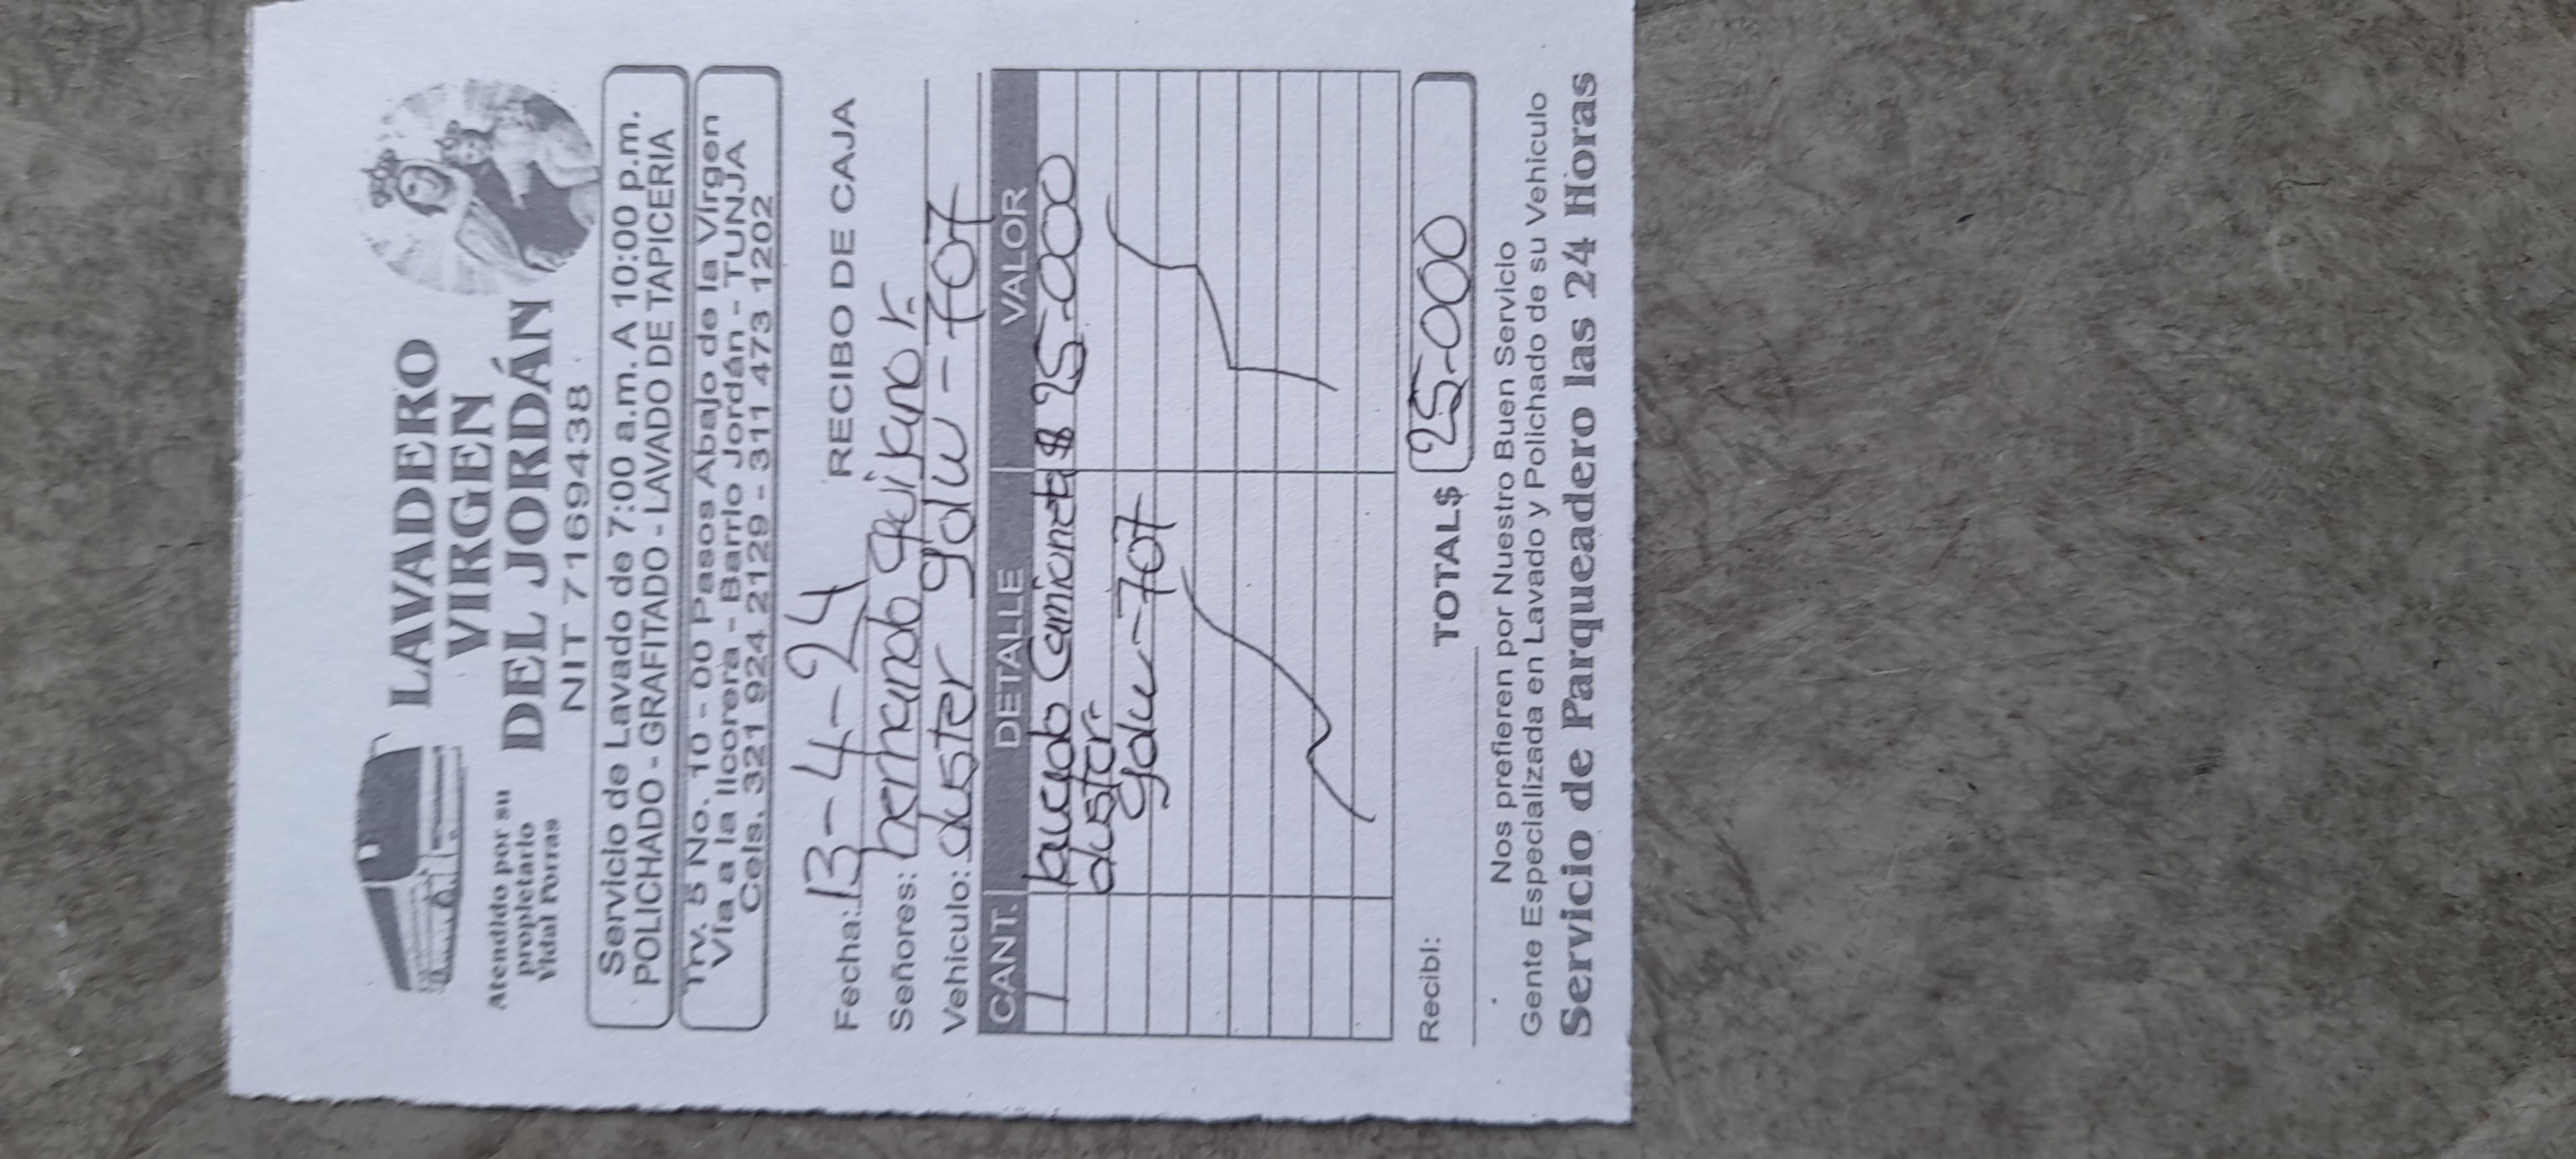 LAVADERO
VIRGEN
DEL JORDÁN
NIT 7169438
Atendido por su
propietario
Vidal Porras
Servicio de Lavado de 7:00 a.m. A 10:00 p.m.
POLICHADO - GRAFITADO - LAVADO DE TAPICERIA
Trv. 5 No. 10 - 00 Pasos Abajo de la Virgen
Vía a la licorera - Barrio Jordán - TUNJA
Cels. 321 924 2129 - 311 473 1202
RECIBO DE CAJA
Fecha: 13-4-24
Señores: hernando quijano r.
Vehiculo: duster gdw-707
CANT. DETALLE VALOR
1 lavado Camioneta $ 25-000
duster
gdw-707
TOTAL$ 25-000
Recibí:
Nos prefieren por Nuestro Buen Servicio
Gente Especializada en Lavado y Polichado de su Vehiculo
Servicio de Parqueadero las 24 Horas